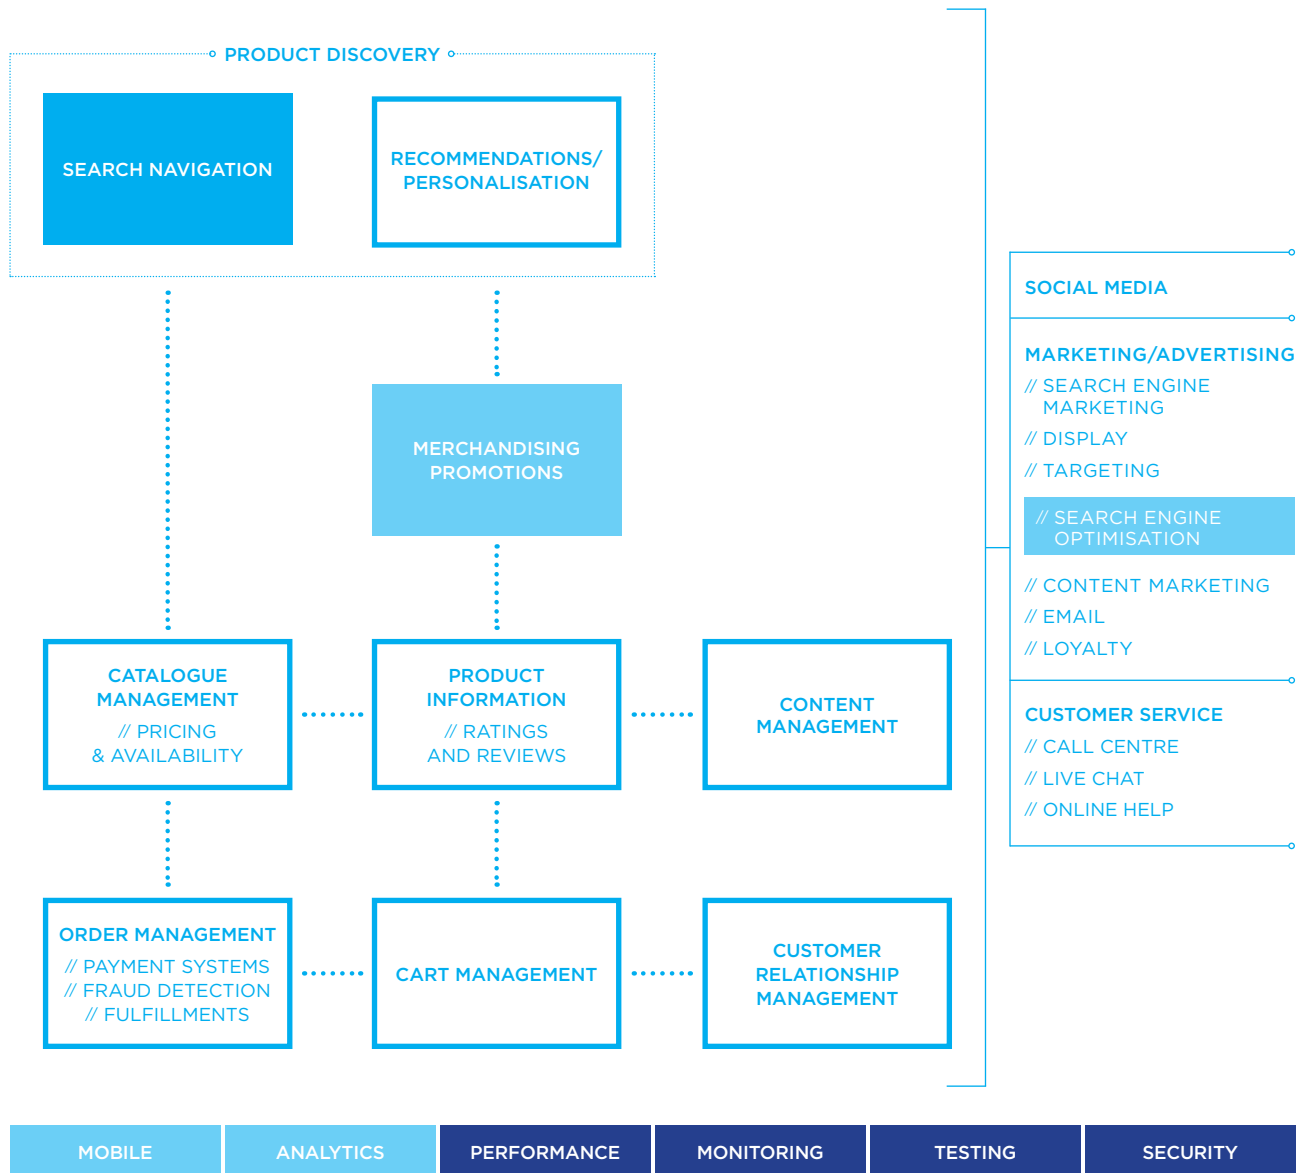 PRODUCT DISCOVERY
SEARCH NAVIGATION
RECOMMENDATIONS/
PERSONALISATION
MERCHANDISING
PROMOTIONS
CATALOGUE
MANAGEMENT
// PRICING
& AVAILABILITY
PRODUCT
INFORMATION
// RATINGS
AND REVIEWS
CONTENT
MANAGEMENT
ORDER MANAGEMENT
// PAYMENT SYSTEMS
// FRAUD DETECTION
// FULFILLMENTS
CART MANAGEMENT
CUSTOMER
RELATIONSHIP
MANAGEMENT
SOCIAL MEDIA
MARKETING/ADVERTISING
// SEARCH ENGINE
MARKETING
// DISPLAY
// TARGETING
// SEARCH ENGINE
OPTIMISATION
// CONTENT MARKETING
// EMAIL
// LOYALTY
CUSTOMER SERVICE
// CALL CENTRE
// LIVE CHAT
// ONLINE HELP
MOBILE
ANALYTICS
PERFORMANCE
MONITORING
TESTING
SECURITY